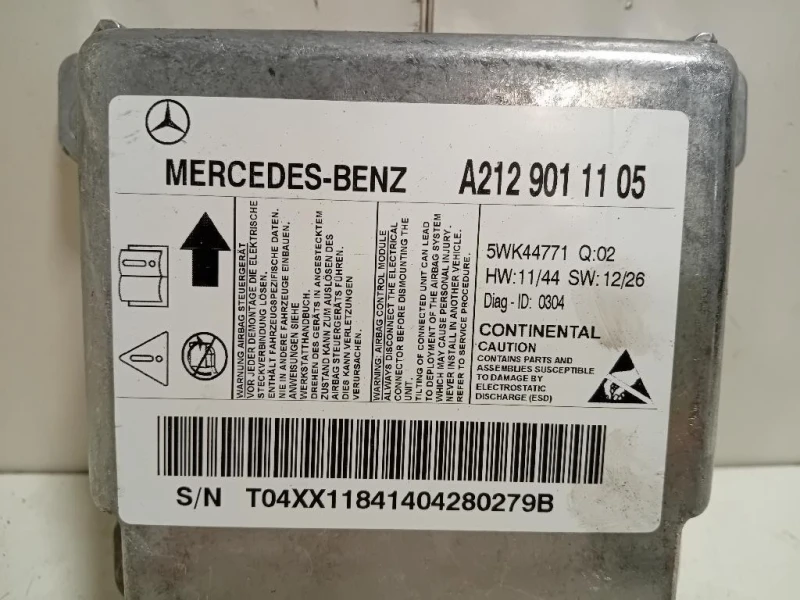 MERCEDES-BENZ A212 901 11 05
WARNUNG AIRBAG STEUERGERÄT
VOR JEDER DEMONTAGE DIE ELEKTRISCHE
STECKVERBINDUNG LÖSEN.
ENTHÄLT FAHRZEUGSPEZIFISCHE DATEN.
NIE IN ANDERE FAHRZEUGE EINBAUEN.
ANWEISUNGEN SIEHE
WERKSTATTHANDBUCH.
DREHEN DES GERÄTS IN ANGESTECKTEM
ZUSTAND KANN ZUM AUSLÖSEN DES
AIRBAG STEUERGERÄTS FÜHREN.
DIES KANN VERLETZUNGEN
VERURSACHEN.
WARNING: AIRBAG CONTROL MODULE
ALWAYS DISCONNECT THE ELECTRICAL
CONNECTOR BEFORE DISMOUNTING THE
UNIT.
TILTING OF CONNECTED UNIT CAN LEAD
TO DEPLOYMENT OF THE AIRBAG SYSTEM
WHICH MAY CAUSE PERSONAL INJURY.
NEVER INSTALL IN ANOTHER VEHICLE.
REFER TO SERVICE PROCEDURE.
5WK44771 Q:02
HW:11/44 SW:12/26
Diag-ID: 0304
CONTINENTAL
CAUTION
CONTAINS PARTS AND
ASSEMBLIES SUSCEPTIBLE
TO DAMAGE BY
ELECTROSTATIC
DISCHARGE (ESD)
S/N T04XX11841404280279B